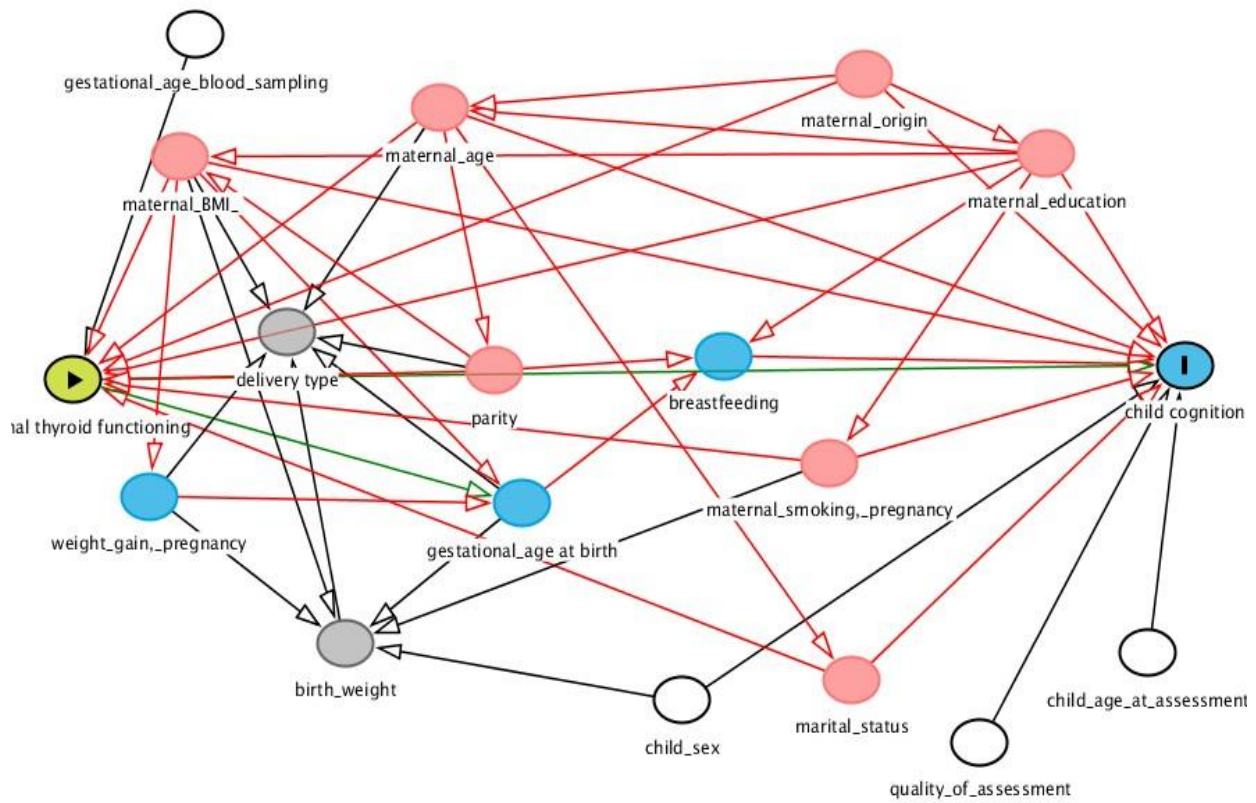 gestational_age_blood_sampling
maternal_origin
maternal_age
maternal_BMI_
maternal_education
delivery type
breastfeeding
child cognition
parity
nal thyroid functioning
maternal_smoking,_pregnancy
weight_gain,_pregnancy
gestational_age at birth
birth_weight
child_age_at_assessment
marital_status
child_sex
quality_of_assessment